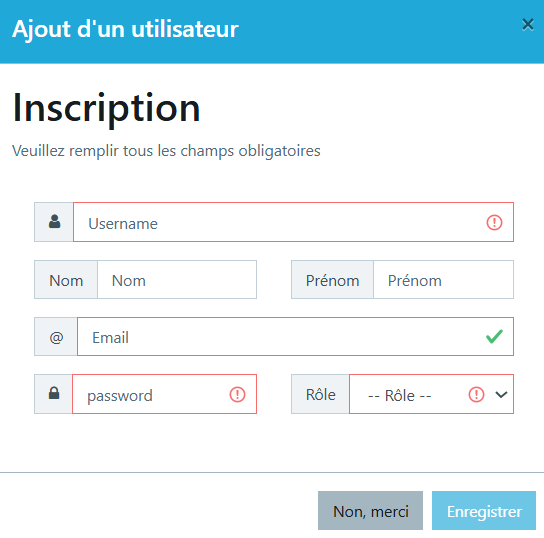 Ajout d'un utilisateur ×
Inscription
Veuillez remplir tous les champs obligatoires
Username
Nom Nom Prénom Prénom
@ Email
password Rôle -- Rôle --
Non, merci Enregistrer